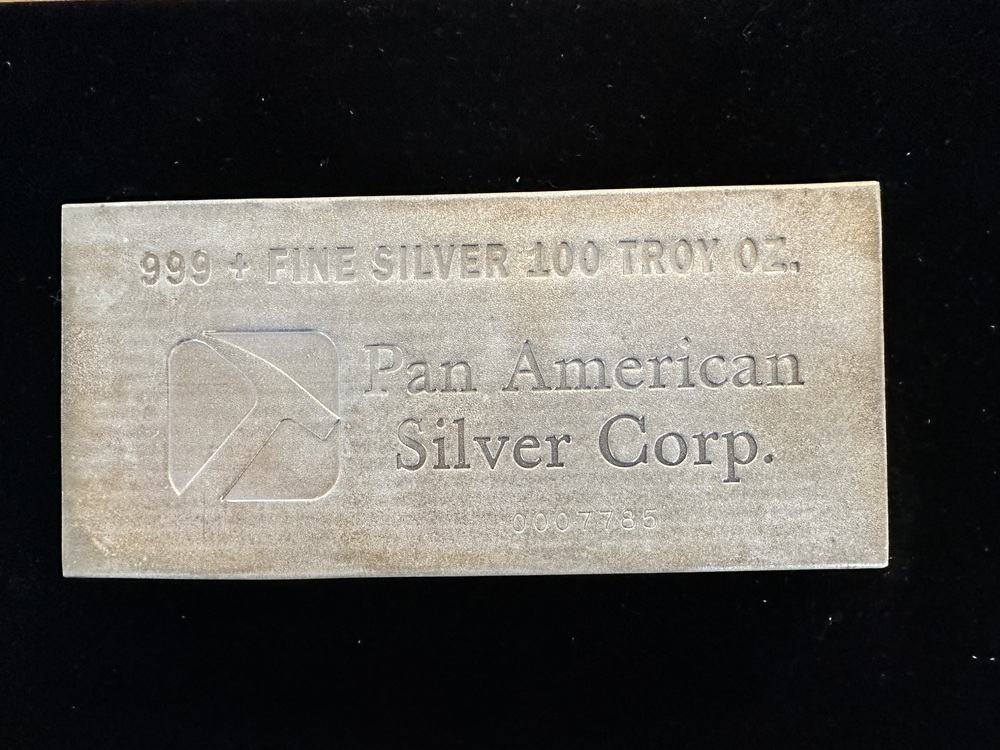 999 + FINE SILVER 100 TROY OZ.
Pan American
Silver Corp.
0007785